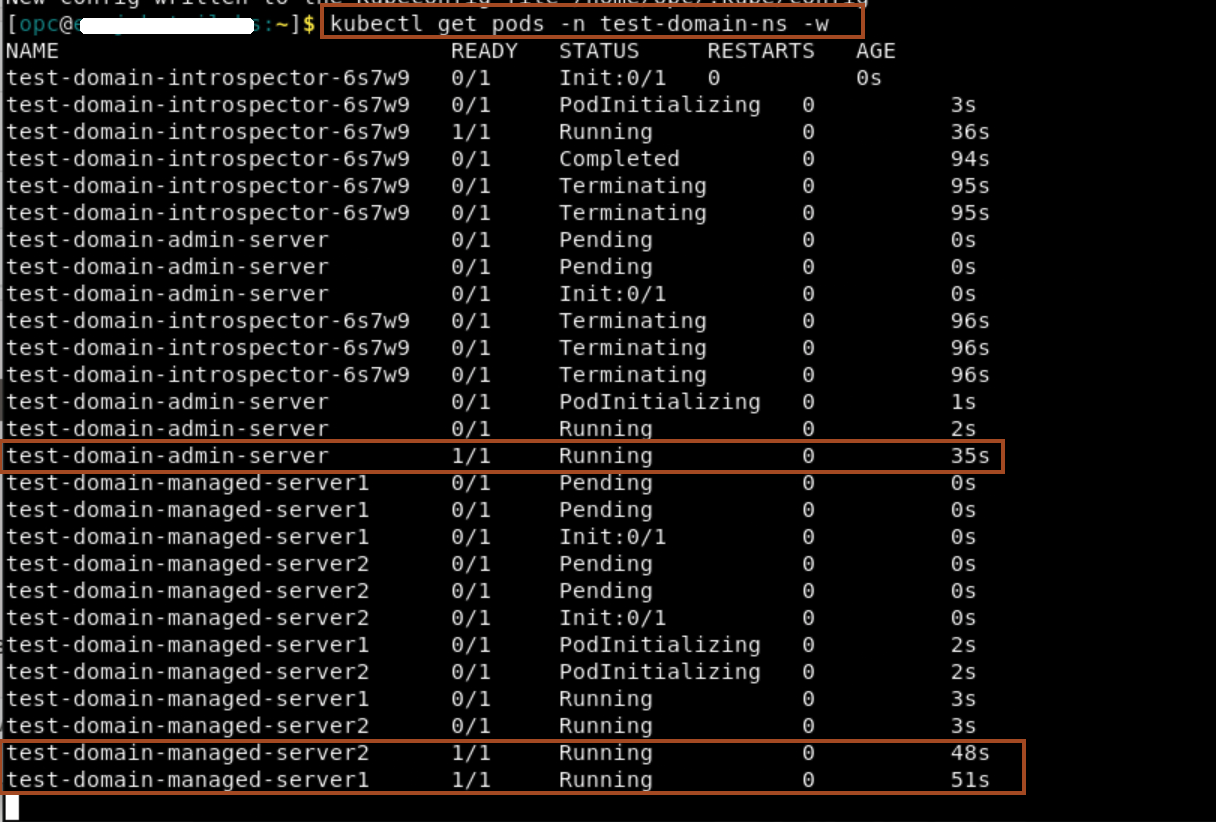 New config written to the Kubeconfig file /home/opc/.kube/config
[opc@e :~]$ kubectl get pods -n test-domain-ns -w
NAME READY STATUS RESTARTS AGE
test-domain-introspector-6s7w9 0/1 Init:0/1 0 0s
test-domain-introspector-6s7w9 0/1 PodInitializing 0 3s
test-domain-introspector-6s7w9 1/1 Running 0 36s
test-domain-introspector-6s7w9 0/1 Completed 0 94s
test-domain-introspector-6s7w9 0/1 Terminating 0 95s
test-domain-introspector-6s7w9 0/1 Terminating 0 95s
test-domain-admin-server 0/1 Pending 0 0s
test-domain-admin-server 0/1 Pending 0 0s
test-domain-admin-server 0/1 Init:0/1 0 0s
test-domain-introspector-6s7w9 0/1 Terminating 0 96s
test-domain-introspector-6s7w9 0/1 Terminating 0 96s
test-domain-introspector-6s7w9 0/1 Terminating 0 96s
test-domain-admin-server 0/1 PodInitializing 0 1s
test-domain-admin-server 0/1 Running 0 2s
test-domain-admin-server 1/1 Running 0 35s
test-domain-managed-server1 0/1 Pending 0 0s
test-domain-managed-server1 0/1 Pending 0 0s
test-domain-managed-server1 0/1 Init:0/1 0 0s
test-domain-managed-server2 0/1 Pending 0 0s
test-domain-managed-server2 0/1 Pending 0 0s
test-domain-managed-server2 0/1 Init:0/1 0 0s
test-domain-managed-server1 0/1 PodInitializing 0 2s
test-domain-managed-server2 0/1 PodInitializing 0 2s
test-domain-managed-server1 0/1 Running 0 3s
test-domain-managed-server2 0/1 Running 0 3s
test-domain-managed-server2 1/1 Running 0 48s
test-domain-managed-server1 1/1 Running 0 51s